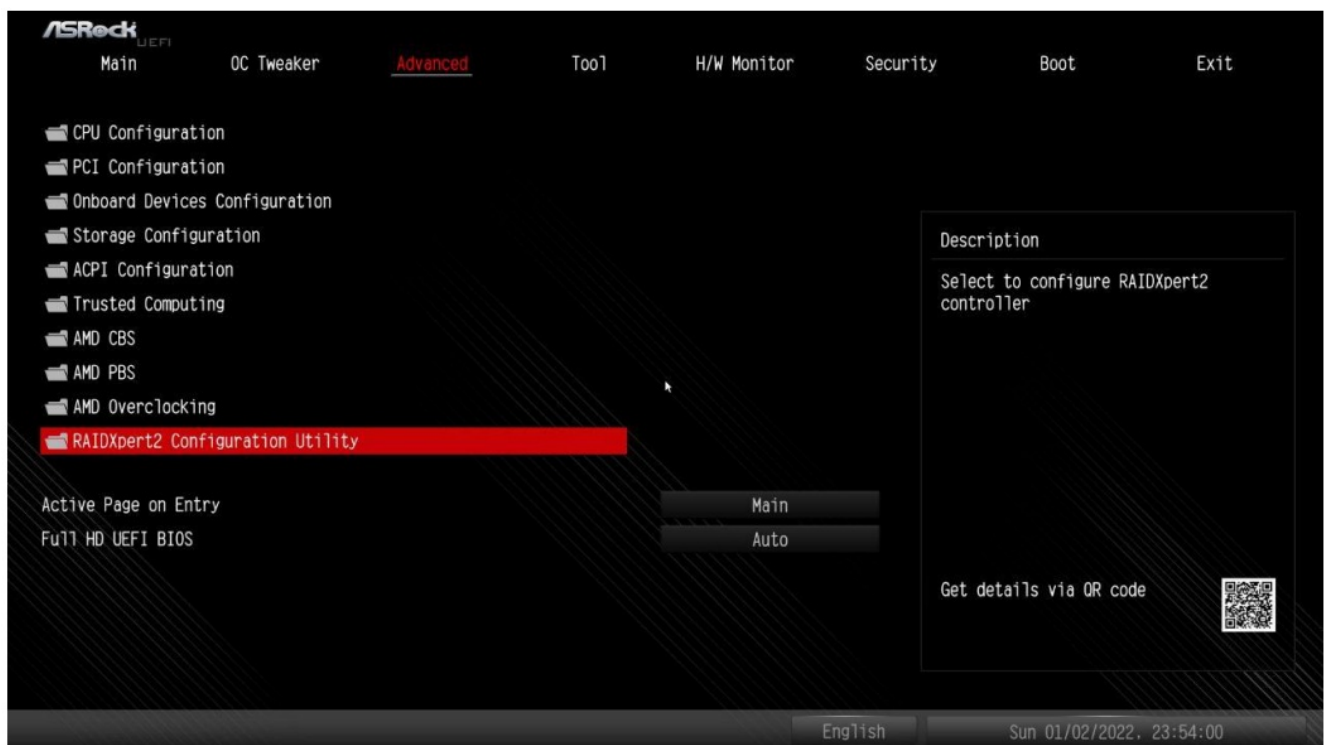 ASRock
UEFI
Main OC Tweaker Advanced Tool H/W Monitor Security Boot Exit
CPU Configuration
PCI Configuration
Onboard Devices Configuration
Storage Configuration
ACPI Configuration
Trusted Computing
AMD CBS
AMD PBS
AMD Overclocking
RAIDXpert2 Configuration Utility
Active Page on Entry Main
Full HD UEFI BIOS Auto
Description
Select to configure RAIDXpert2
controller
Get details via QR code
English Sun 01/02/2022, 23:54:00